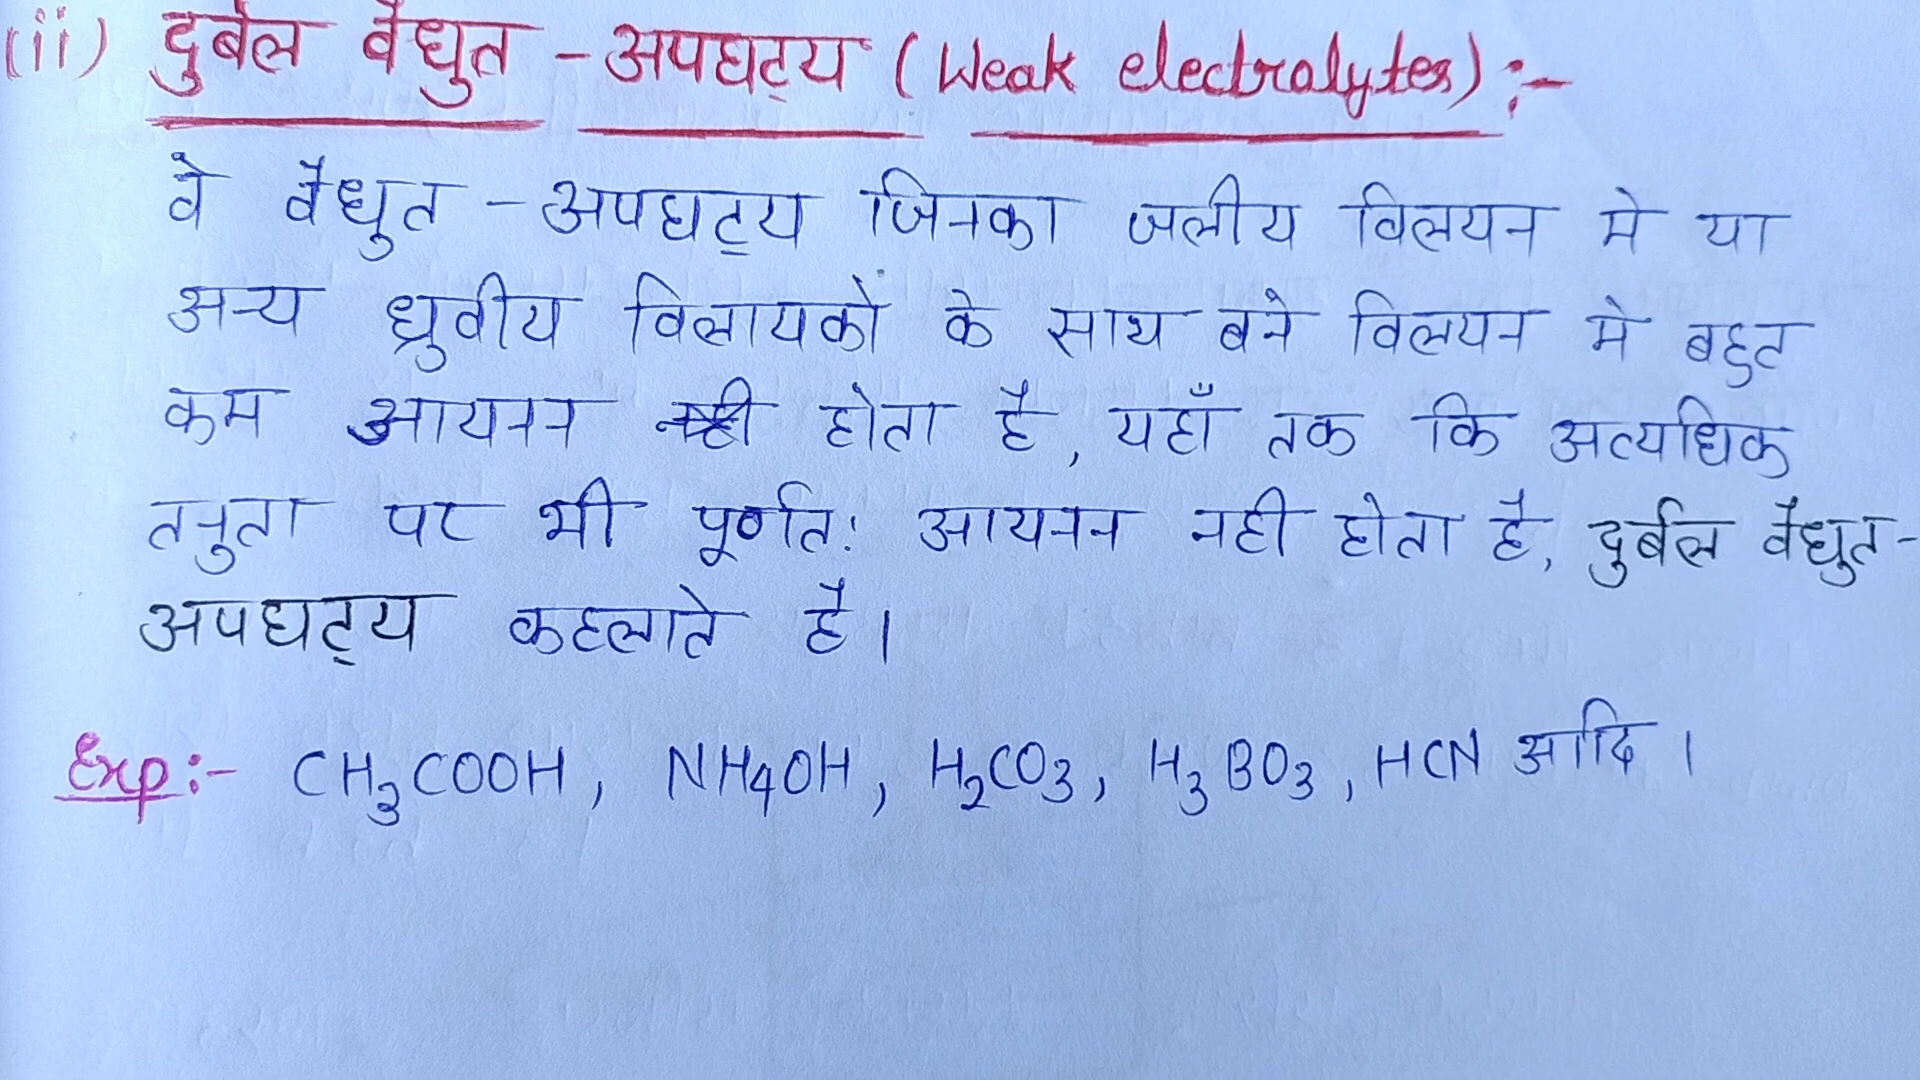 (ii) दुर्बल वैधुत - अपघट्य (Weak electrolytes) :-
वे वैधुत - अपघट्य जिनका जलीय विलयन मे या
अन्य ध्रुवीय विलायकों के साथ बने विलयन मे बहुत
कम आयनन होता है, यहाँ तक कि अत्यधिक
तनुता पर भी पूर्णत: आयनन नही होता है, दुर्बल वैधुत-
अपघट्य कहलाते है।
Exp:- CH₃COOH, NH4OH, H₂CO₃, H₃BO₃, HCN आदि।